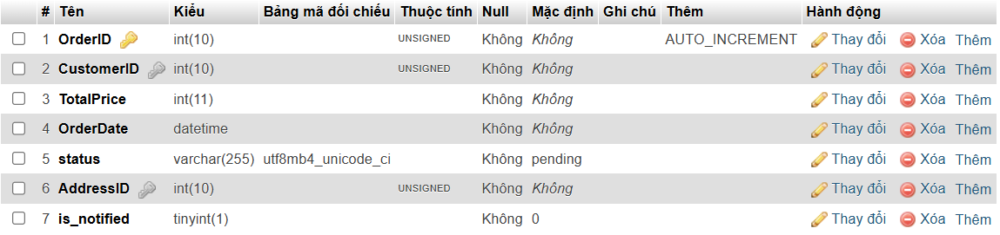 # Tên Kiểu Bảng mã đối chiếu Thuộc tính Null Mặc định Ghi chú Thêm Hành động
1 OrderID int(10) UNSIGNED Không Không AUTO_INCREMENT Thay đổi Xóa Thêm
2 CustomerID int(10) UNSIGNED Không Không Thay đổi Xóa Thêm
3 TotalPrice int(11) Không Không Thay đổi Xóa Thêm
4 OrderDate datetime Không Không Thay đổi Xóa Thêm
5 status varchar(255) utf8mb4_unicode_ci Không pending Thay đổi Xóa Thêm
6 AddressID int(10) UNSIGNED Không Không Thay đổi Xóa Thêm
7 is_notified tinyint(1) Không 0 Thay đổi Xóa Thêm